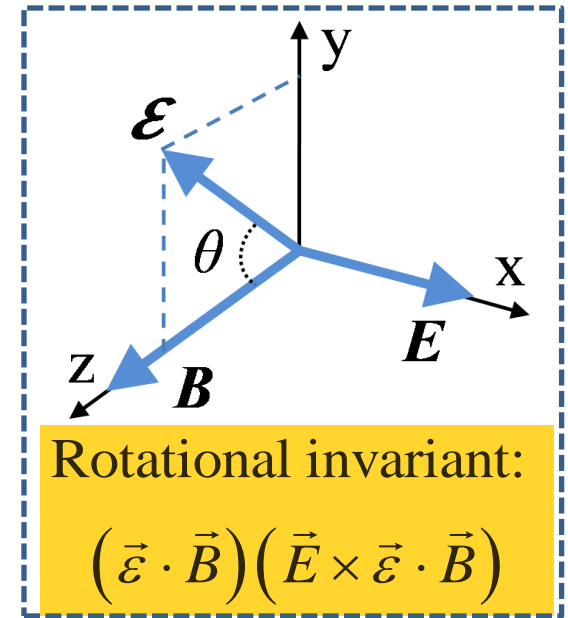 y
𝓔
θ
x
E
z
B
Rotational invariant:
(ε⃗ · B⃗)(E⃗ × ε⃗ · B⃗)